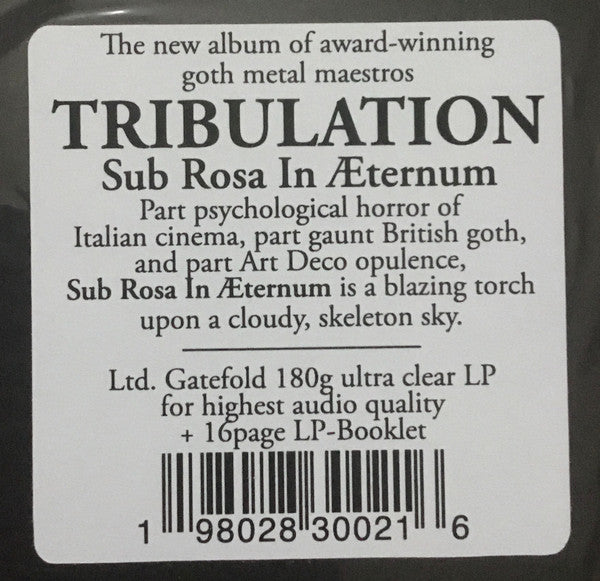 The new album of award-winning
goth metal maestros
TRIBULATION
Sub Rosa In Æternum
Part psychological horror of
Italian cinema, part gaunt British goth,
and part Art Deco opulence,
Sub Rosa In Æternum is a blazing torch
upon a cloudy, skeleton sky.
Ltd. Gatefold 180g ultra clear LP
for highest audio quality
+ 16page LP-Booklet
1 98028 30021 6